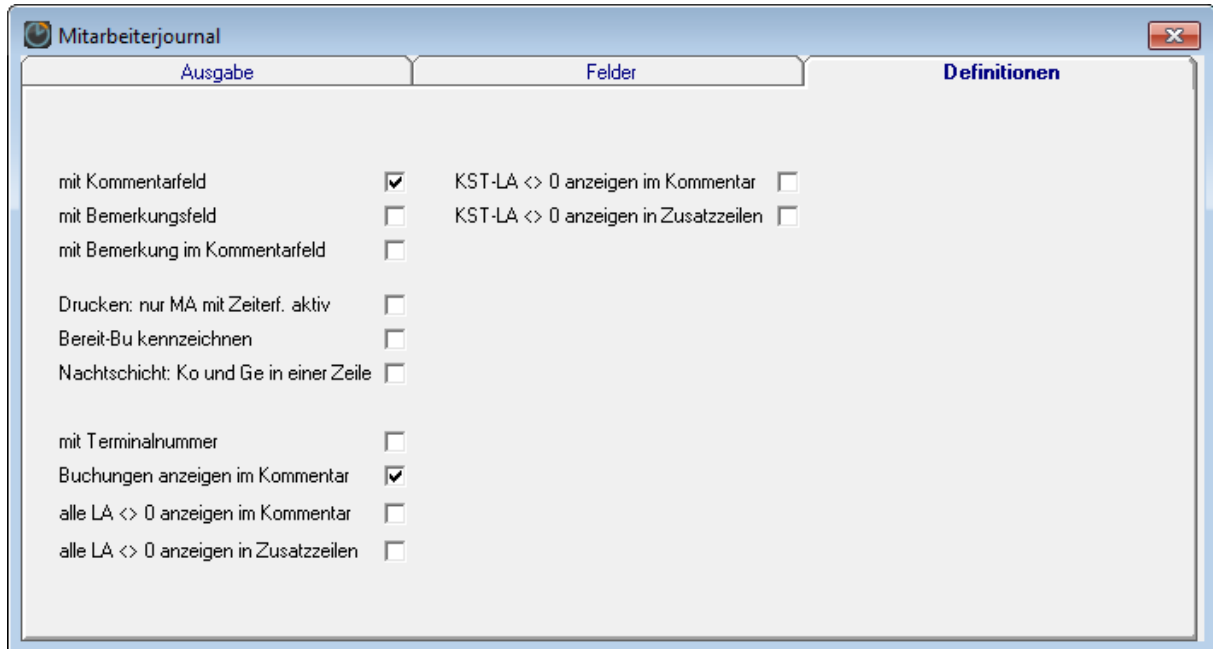 Mitarbeiterjournal
Ausgabe Felder Definitionen
mit Kommentarfeld KST-LA <> 0 anzeigen im Kommentar
mit Bemerkungsfeld KST-LA <> 0 anzeigen in Zusatzzeilen
mit Bemerkung im Kommentarfeld
Drucken: nur MA mit Zeiterf. aktiv
Bereit-Bu kennzeichnen
Nachtschicht: Ko und Ge in einer Zeile
mit Terminalnummer
Buchungen anzeigen im Kommentar
alle LA <> 0 anzeigen im Kommentar
alle LA <> 0 anzeigen in Zusatzzeilen